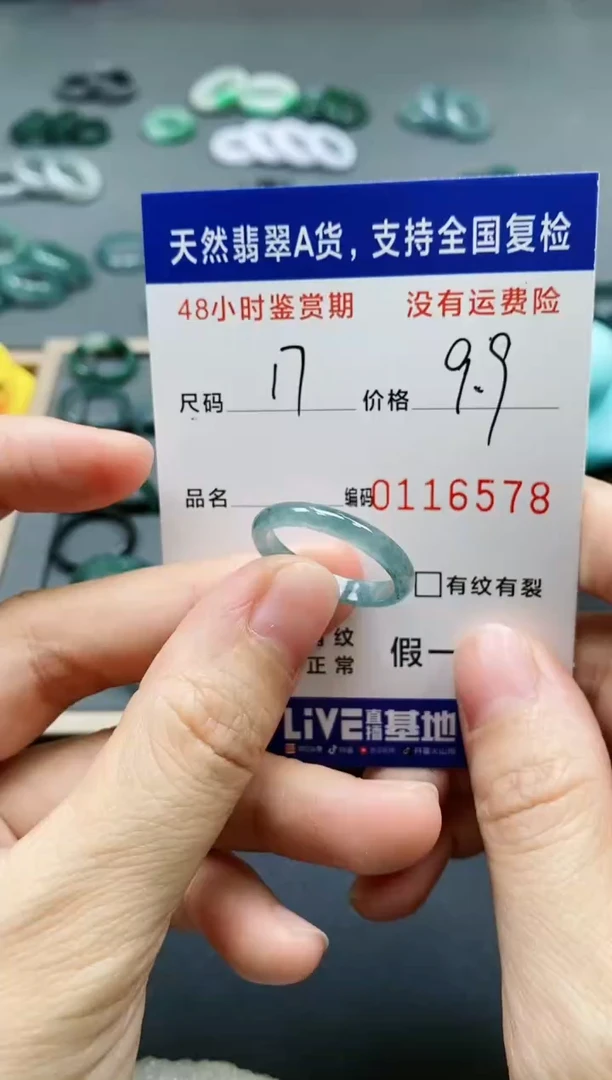 天然翡翠A货，支持全国复检
48小时鉴赏期 没有运费险
尺码 17 价格 9.9
品名 编码0116578
有纹有裂
纹
正常 假一
LiVE直播基地